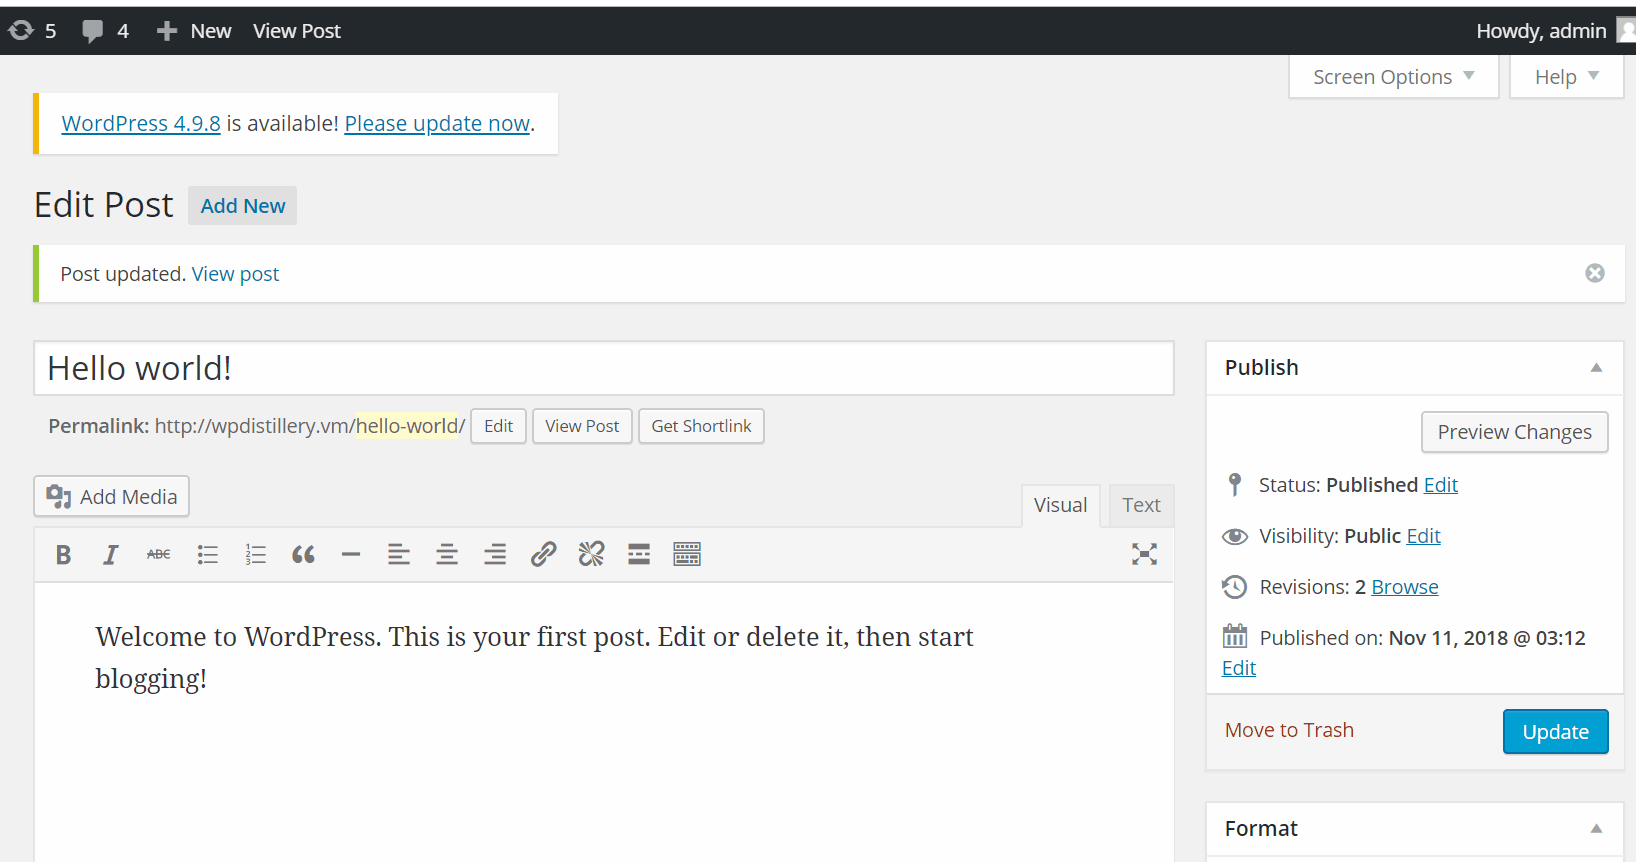 5 4 New View Post Howdy, admin
Screen Options Help
WordPress 4.9.8 is available! Please update now.
Edit Post Add New
Post updated. View post
Hello world!
Permalink: http://wpdistillery.vm/hello-world/ Edit View Post Get Shortlink
Add Media
Visual Text
B I ABC
Welcome to WordPress. This is your first post. Edit or delete it, then start
blogging!
Publish
Preview Changes
Status: Published Edit
Visibility: Public Edit
Revisions: 2 Browse
Published on: Nov 11, 2018 @ 03:12
Edit
Move to Trash Update
Format